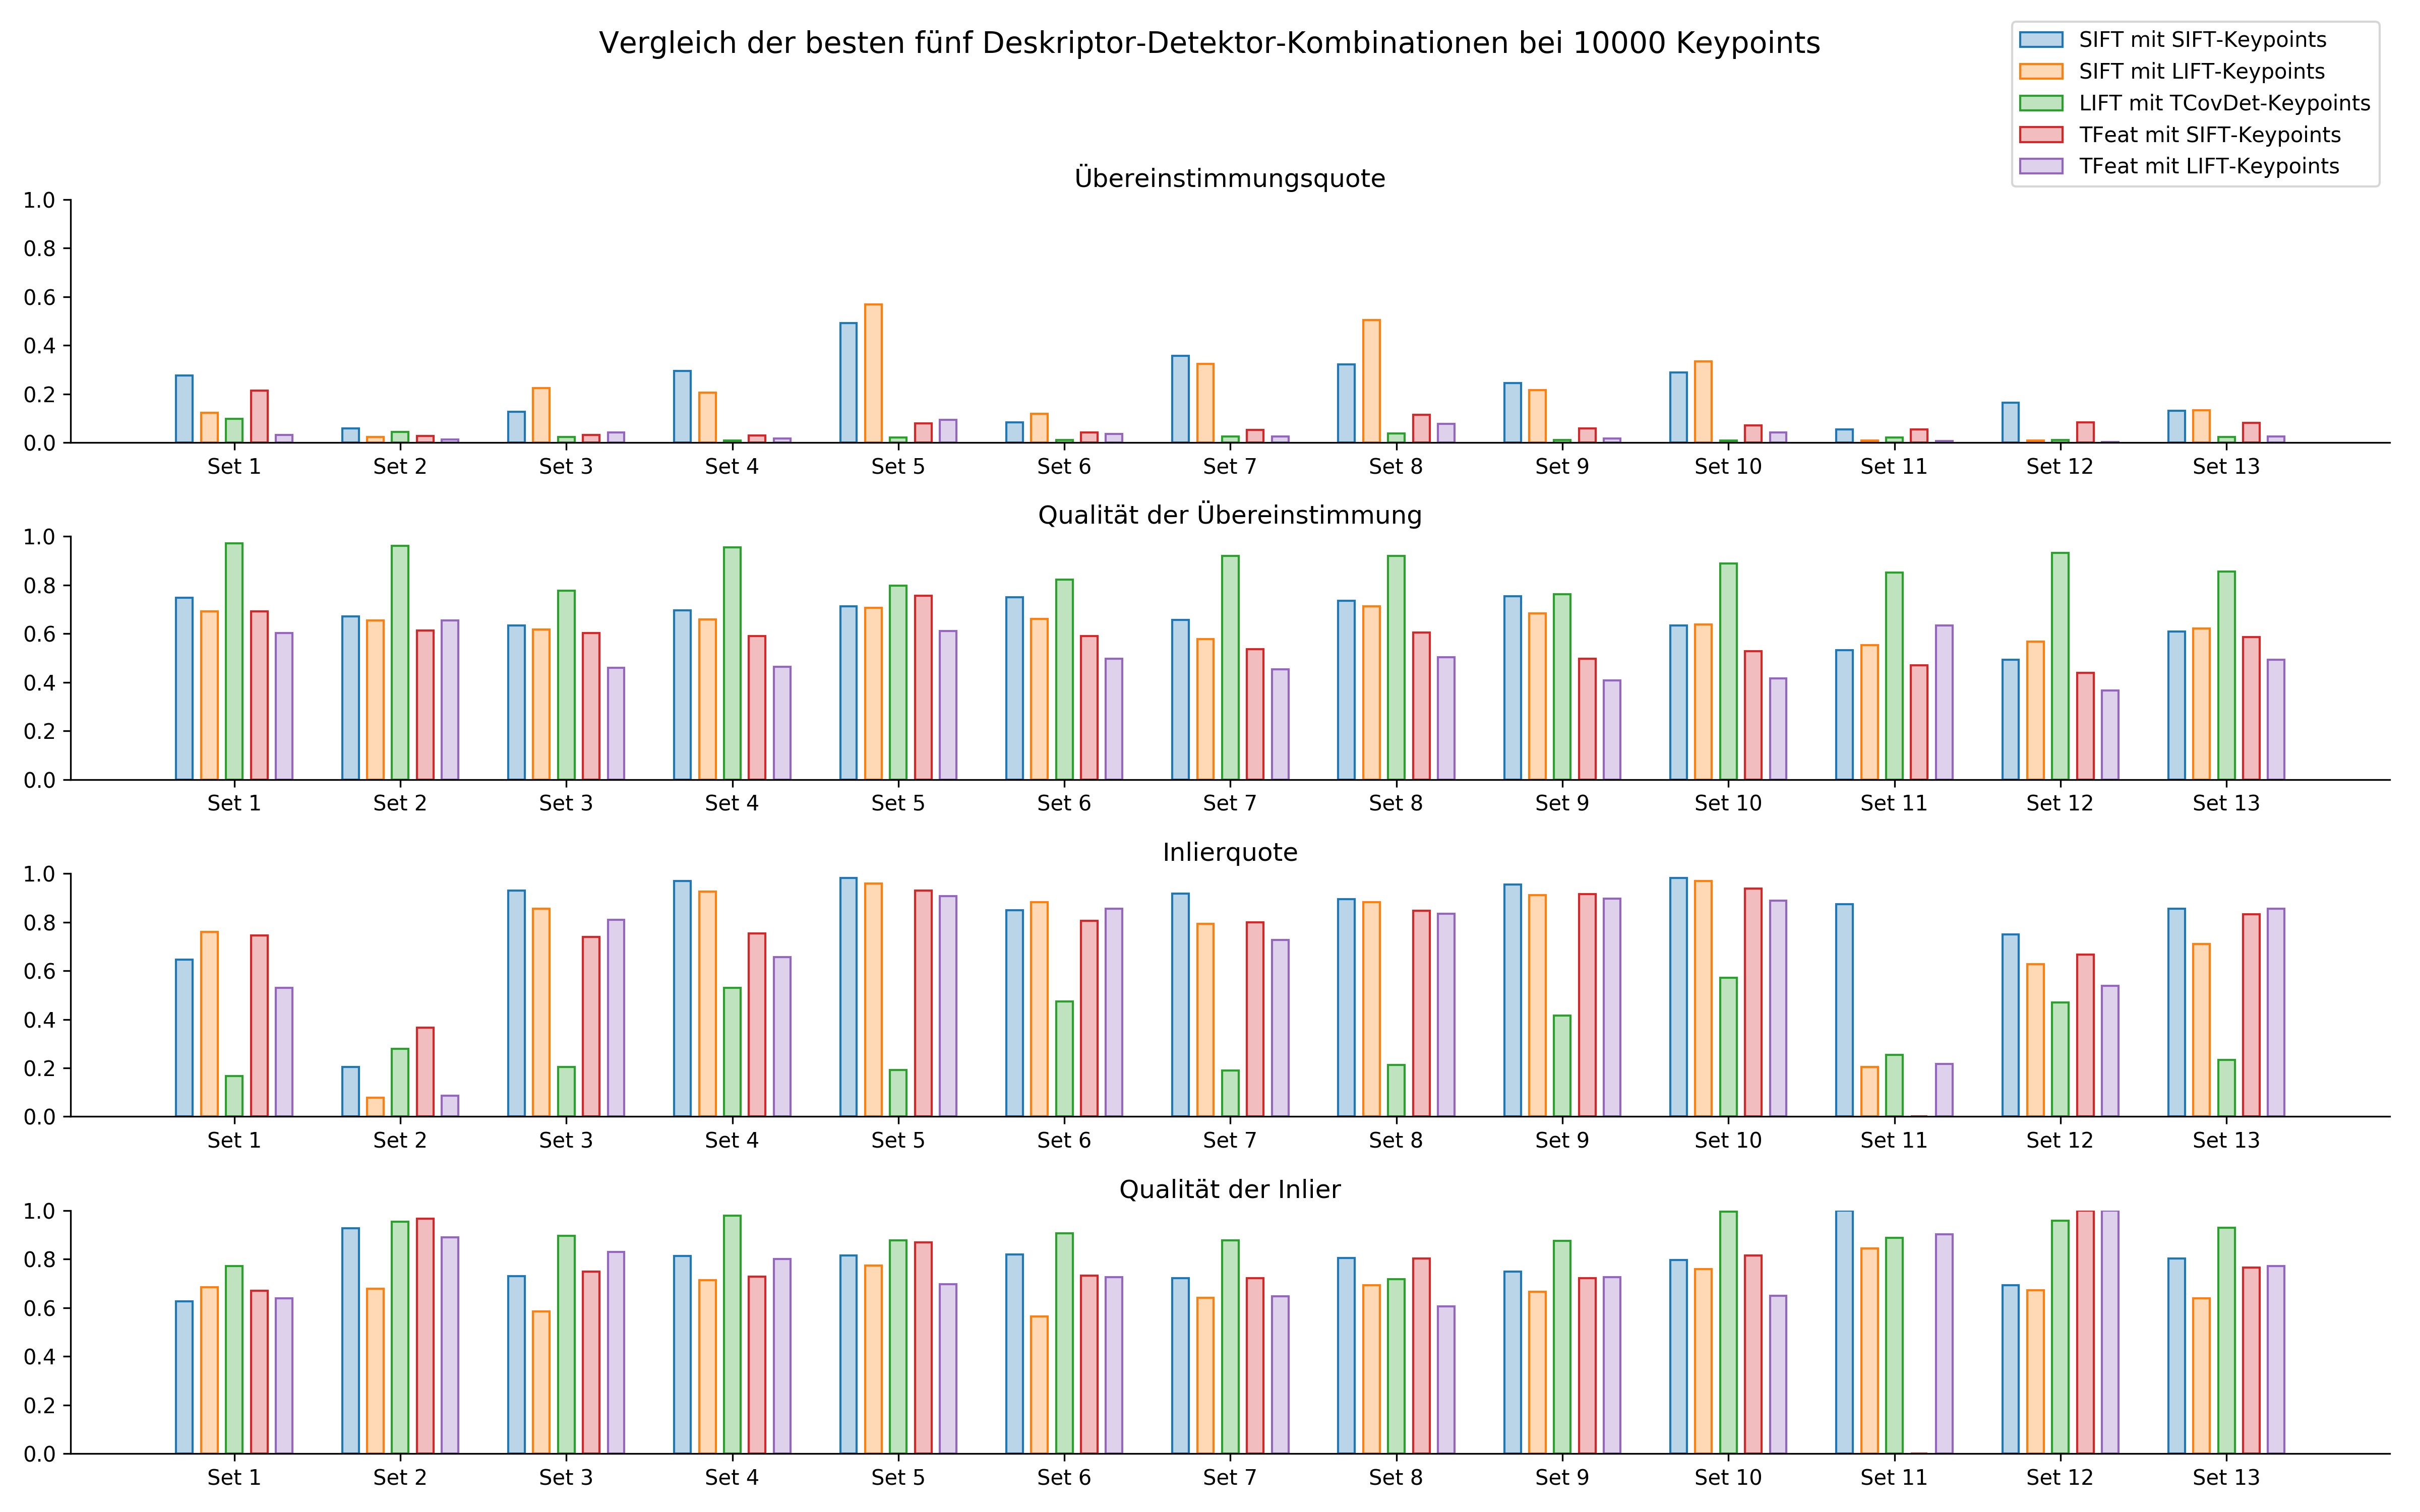 Vergleich der besten fünf Deskriptor-Detektor-Kombinationen bei 10000 Keypoints
SIFT mit SIFT-Keypoints
SIFT mit LIFT-Keypoints
LIFT mit TCovDet-Keypoints
TFeat mit SIFT-Keypoints
TFeat mit LIFT-Keypoints
Übereinstimmungsquote
1.0
0.8
0.6
0.4
0.2
0.0
Set 1 Set 2 Set 3 Set 4 Set 5 Set 6 Set 7 Set 8 Set 9 Set 10 Set 11 Set 12 Set 13
Qualität der Übereinstimmung
1.0
0.8
0.6
0.4
0.2
0.0
Set 1 Set 2 Set 3 Set 4 Set 5 Set 6 Set 7 Set 8 Set 9 Set 10 Set 11 Set 12 Set 13
Inlierquote
1.0
0.8
0.6
0.4
0.2
0.0
Set 1 Set 2 Set 3 Set 4 Set 5 Set 6 Set 7 Set 8 Set 9 Set 10 Set 11 Set 12 Set 13
Qualität der Inlier
1.0
0.8
0.6
0.4
0.2
0.0
Set 1 Set 2 Set 3 Set 4 Set 5 Set 6 Set 7 Set 8 Set 9 Set 10 Set 11 Set 12 Set 13